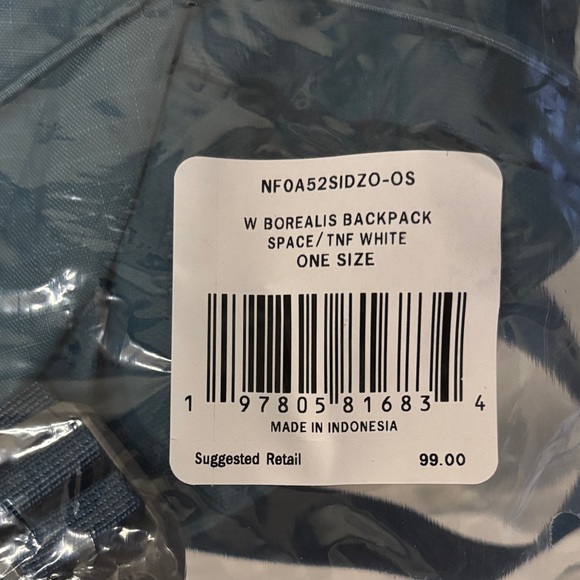 NF0A52SIDZO-OS
W BOREALIS BACKPACK
SPACE/TNF WHITE
ONE SIZE
1 97805 81683 4
MADE IN INDONESIA
Suggested Retail 99.00